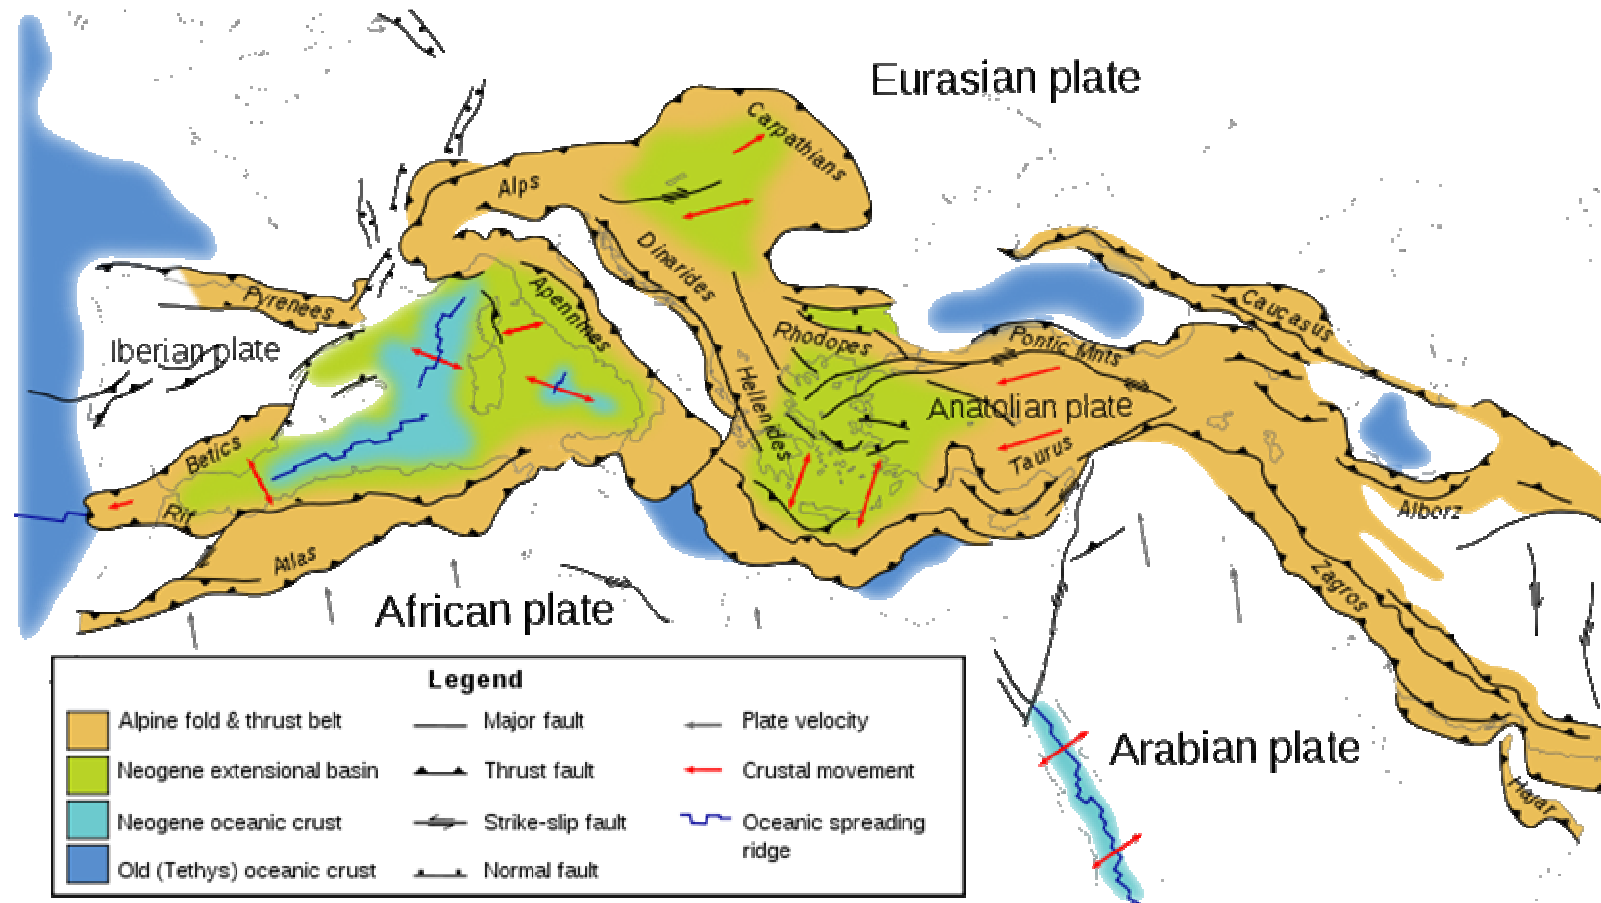 Eurasian plate
Carpathians
Alps
Dinarides
Pyrenees
Apennines
Caucasus
Iberian plate
Rhodopes
Pontic Mnts
Hellenides
Anatolian plate
Betics
Taurus
Rif
Alborz
Atlas
Zagros
African plate
Arabian plate
Hajar
Legend
Alpine fold & thrust belt
Major fault
Plate velocity
Neogene extensional basin
Thrust fault
Crustal movement
Neogene oceanic crust
Strike-slip fault
Oceanic spreading
ridge
Old (Tethys) oceanic crust
Normal fault